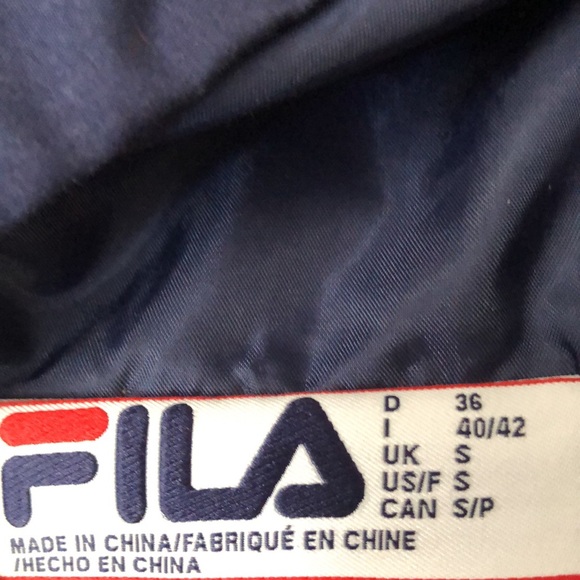 FILA
D 36
I 40/42
UK S
US/F S
CAN S/P
MADE IN CHINA/FABRIQUÉ EN CHINE
/HECHO EN CHINA